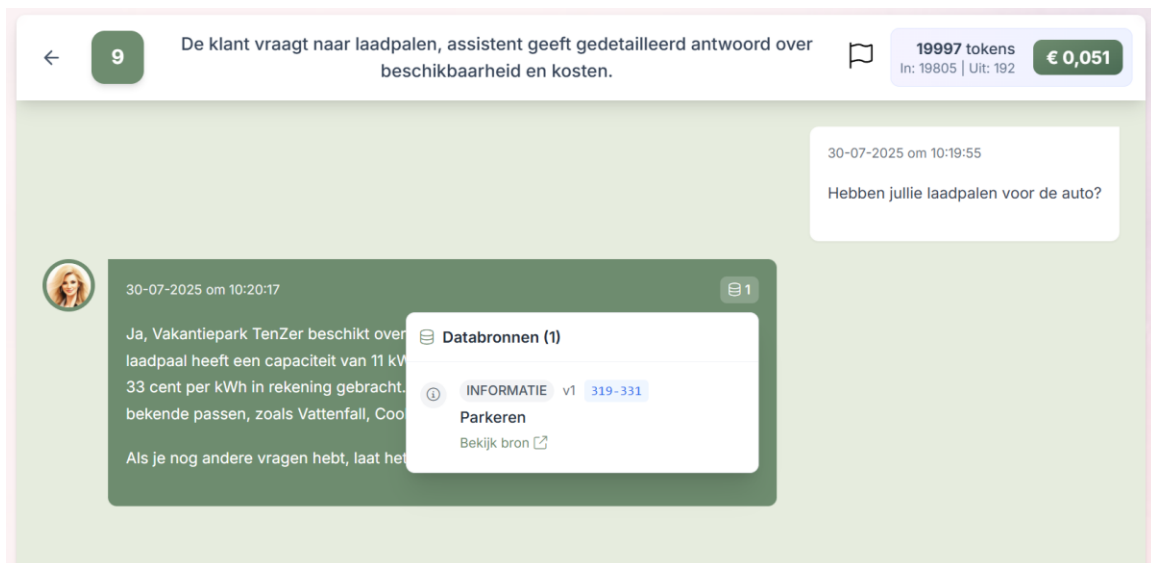 9
De klant vraagt naar laadpalen, assistent geeft gedetailleerd antwoord over
beschikbaarheid en kosten.
19997 tokens
In: 19805 | Uit: 192
€ 0,051
30-07-2025 om 10:19:55
Hebben jullie laadpalen voor de auto?
30-07-2025 om 10:20:17
1
Ja, Vakantiepark TenZer beschikt over
laadpaal heeft een capaciteit van 11
33 cent per kWh in rekening gebracht.
bekende passen, zoals Vattenfall,
Als je nog andere vragen hebt, laat
Databronnen (1)
INFORMATIE v1 319-331
Parkeren
Bekijk bron